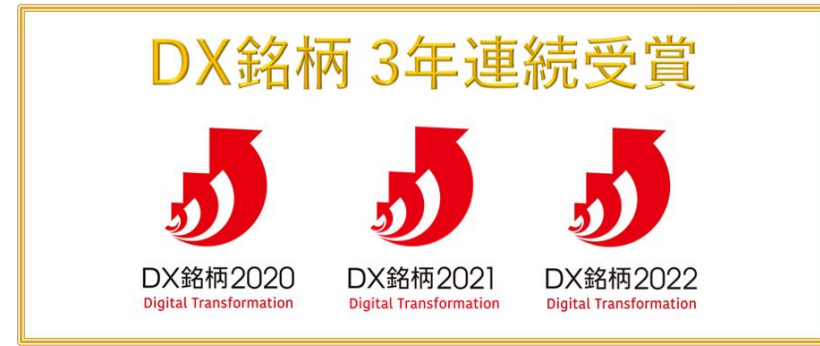 DX銘柄 3年連続受賞
DX銘柄2020
Digital Transformation
DX銘柄2021
Digital Transformation
DX銘柄2022
Digital Transformation